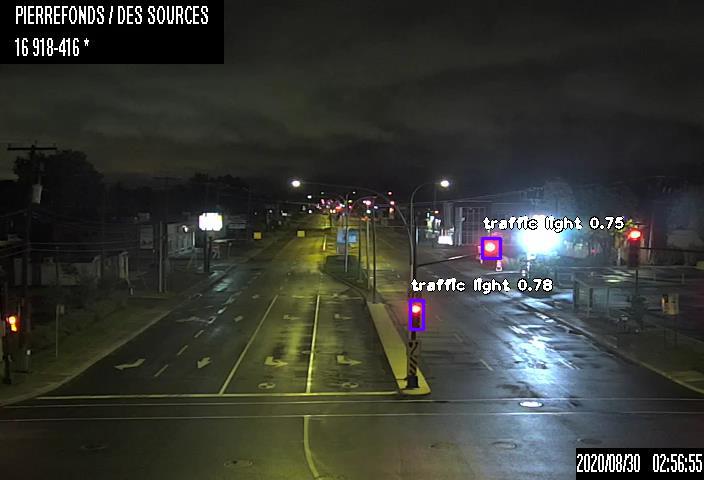 PIERREFONDS / DES SOURCES
16 918-416 *
traffic light 0.75
traffic light 0.78
2020/08/30 02:56:55